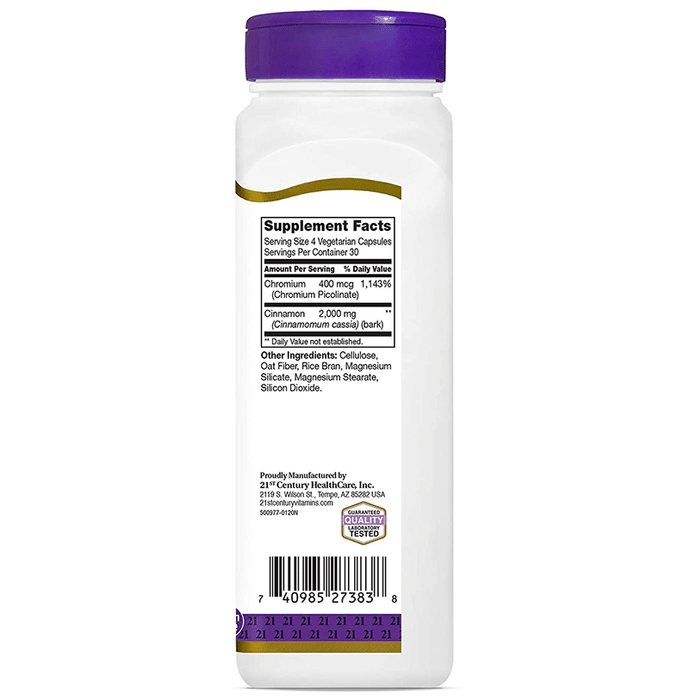 Supplement Facts
Serving Size 4 Vegetarian Capsules
Servings Per Container 30
Amount Per Serving % Daily Value
Chromium 400 mcg 1,143%
(Chromium Picolinate)
Cinnamon 2,000 mg **
(Cinnamomum cassia) (bark)
** Daily Value not established.
Other Ingredients: Cellulose,
Oat Fiber, Rice Bran, Magnesium
Silicate, Magnesium Stearate,
Silicon Dioxide.
Proudly Manufactured by
21ST Century HealthCare, Inc.
2119 S. Wilson St., Tempe, AZ 85282 USA
21stcenturyvitamins.com
500977-0120N
GUARANTEED
QUALITY
LABORATORY
TESTED
7 40985 27383 8
21 21 21 21 21 21 21 21 21
21 21 21 21 21 21 21 21 21